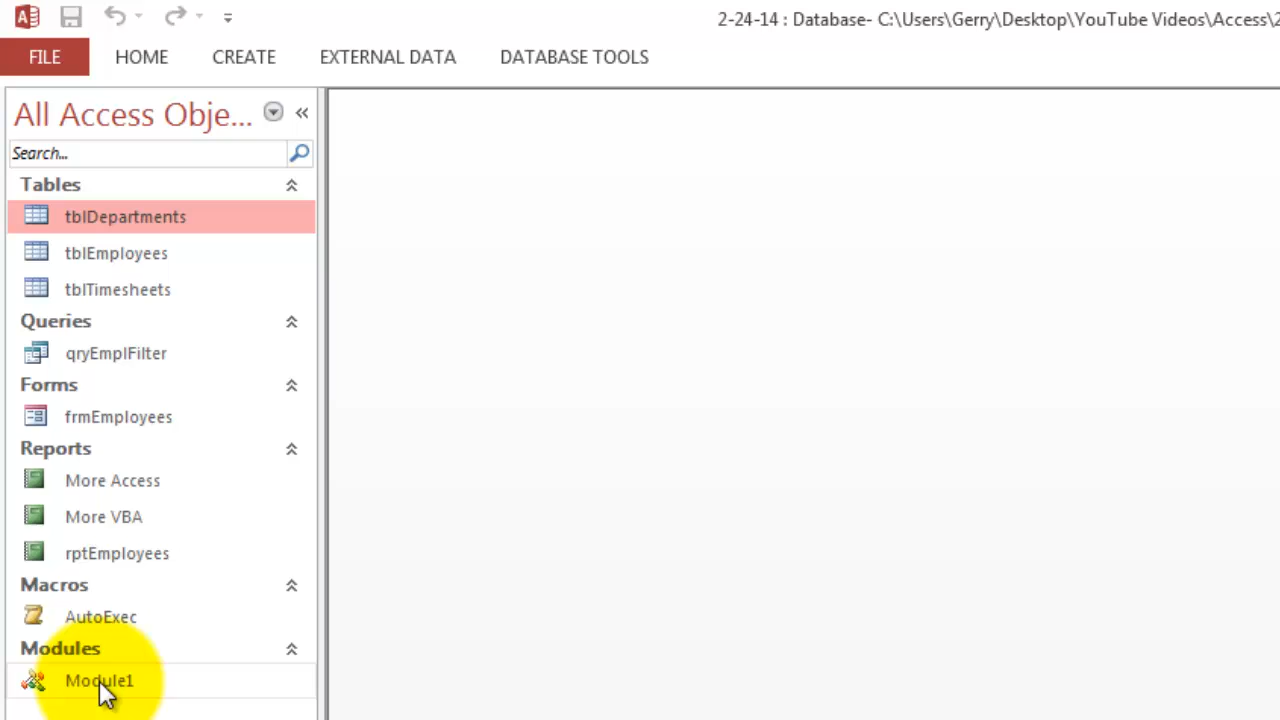 2-24-14 : Database- C:\Users\Gerry\Desktop\YouTube Videos\Access\2
FILE HOME CREATE EXTERNAL DATA DATABASE TOOLS
All Access Obje...
Search...
Tables
tblDepartments
tblEmployees
tblTimesheets
Queries
qryEmplFilter
Forms
frmEmployees
Reports
More Access
More VBA
rptEmployees
Macros
AutoExec
Modules
Module1